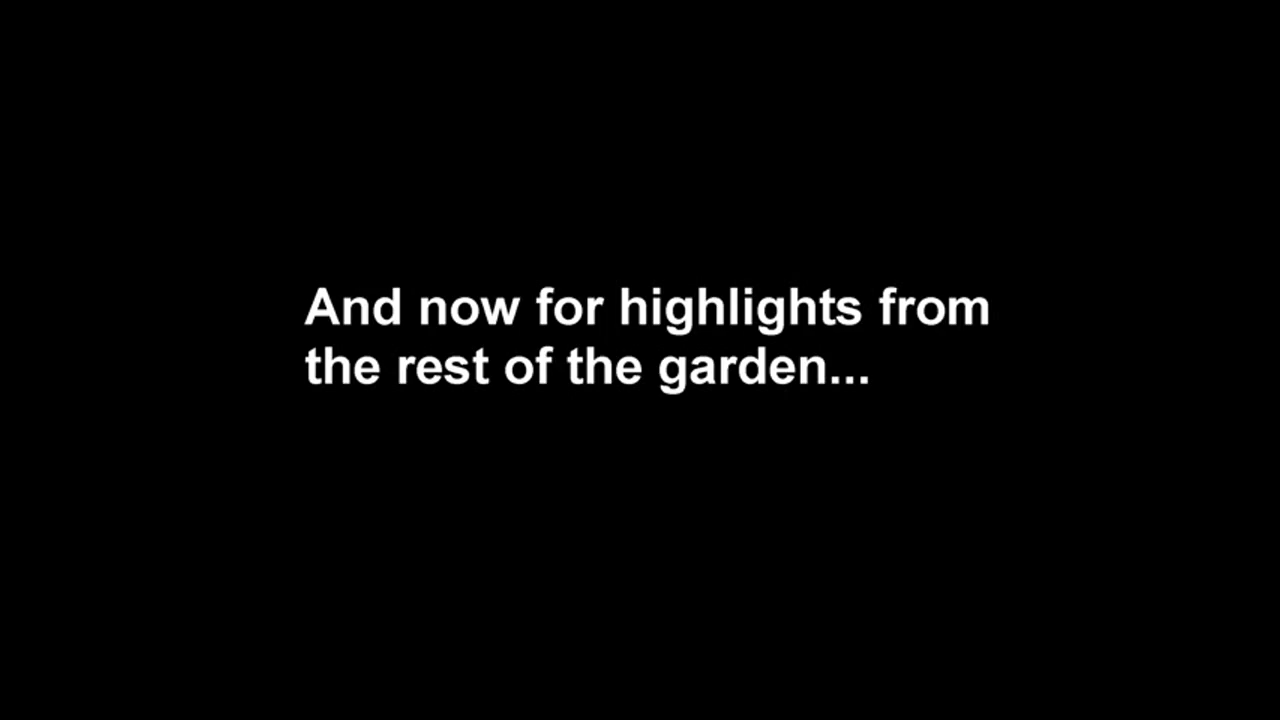 And now for highlights from
the rest of the garden...